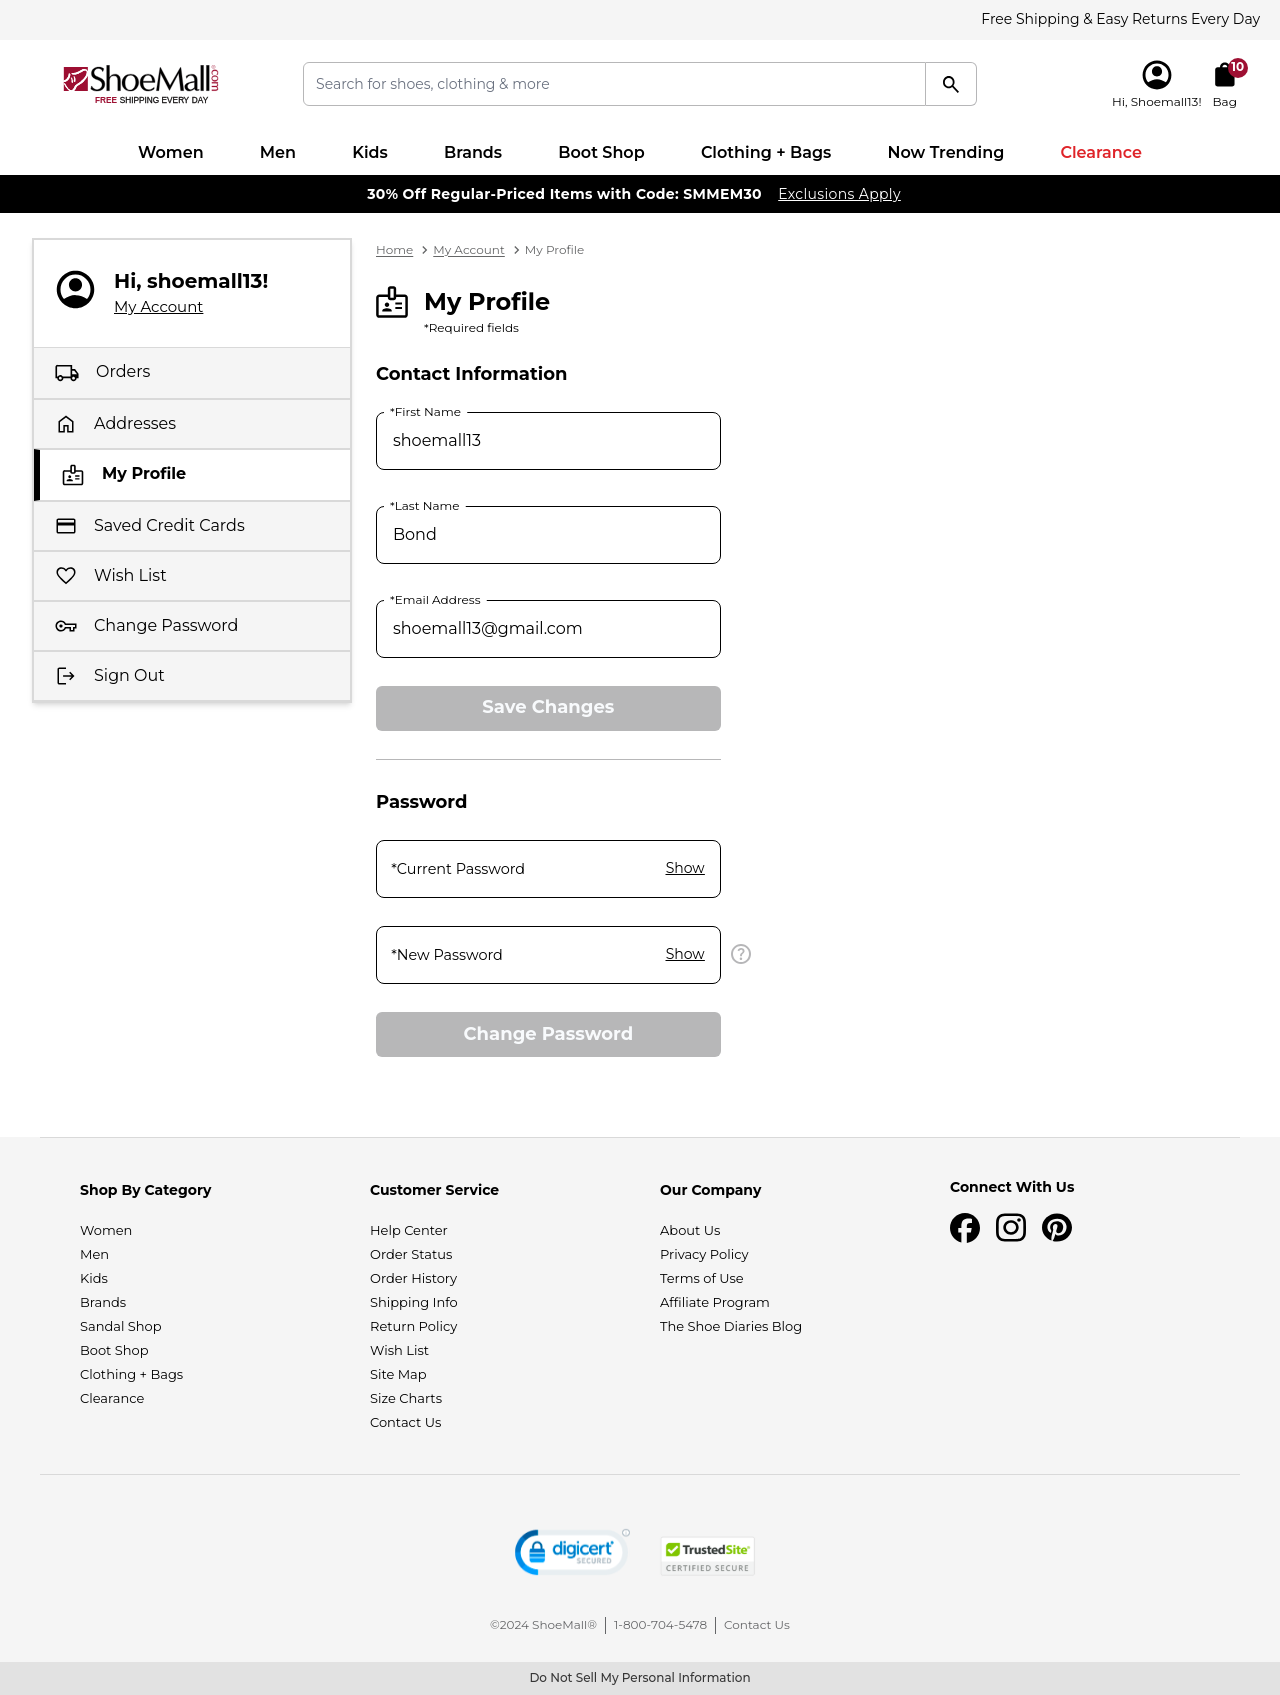 Free Shipping & Easy Returns Every Day
ShoeMall.com
FREE SHIPPING EVERY DAY
Search for shoes, clothing & more
10
Hi, Shoemall13!
Bag
Women
Men
Kids
Brands
Boot Shop
Clothing + Bags
Now Trending
Clearance
30% Off Regular-Priced Items with Code: SMMEM30 Exclusions Apply
Hi, shoemall13!
My Account
Orders
Addresses
My Profile
Saved Credit Cards
Wish List
Change Password
Sign Out
Home > My Account > My Profile
My Profile
*Required fields
Contact Information
*First Name
shoemall13
*Last Name
Bond
*Email Address
shoemall13@gmail.com
Save Changes
Password
*Current Password
Show
*New Password
Show
?
Change Password
Shop By Category
Women
Men
Kids
Brands
Sandal Shop
Boot Shop
Clothing + Bags
Clearance
Customer Service
Help Center
Order Status
Order History
Shipping Info
Return Policy
Wish List
Site Map
Size Charts
Contact Us
Our Company
About Us
Privacy Policy
Terms of Use
Affiliate Program
The Shoe Diaries Blog
Connect With Us
digicert
SECURED
TrustedSite
CERTIFIED SECURE
©2024 ShoeMall®
1-800-704-5478
Contact Us
Do Not Sell My Personal Information